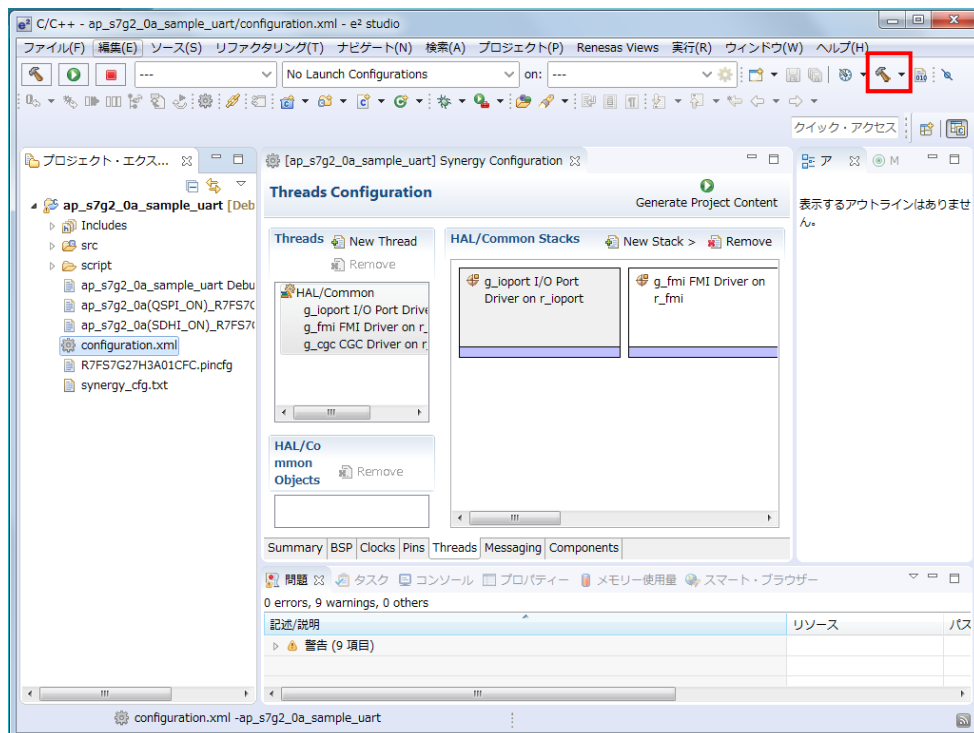 C/C++ - ap_s7g2_0a_sample_uart/configuration.xml - e² studio
ファイル(F) 編集(E) ソース(S) リファクタリング(T) ナビゲート(N) 検索(A) プロジェクト(P) Renesas Views 実行(R) ウィンドウ(W) ヘルプ(H)
--- No Launch Configurations on: ---
クイック・アクセス
プロジェクト・エクス...
[ap_s7g2_0a_sample_uart] Synergy Configuration
ア
M
ap_s7g2_0a_sample_uart [Deb
Includes
src
script
ap_s7g2_0a_sample_uart Debu
ap_s7g2_0a(QSPI_ON)_R7FS7G
ap_s7g2_0a(SDHI_ON)_R7FS7
configuration.xml
R7FS7G27H3A01CFC.pincfg
synergy_cfg.txt
Threads Configuration
Generate Project Content
Threads
New Thread
Remove
HAL/Common
g_ioport I/O Port Drive
g_fmi FMI Driver on r_
g_cgc CGC Driver on r_
HAL/Common Stacks
New Stack >
Remove
g_ioport I/O Port
Driver on r_ioport
g_fmi FMI Driver on
r_fmi
HAL/Co
mmon
Objects
Remove
Summary BSP Clocks Pins Threads Messaging Components
表示するアウトラインはありませ
ん。
問題 タスク コンソール プロパティー メモリー使用量 スマート・ブラウザー
0 errors, 9 warnings, 0 others
記述/説明 リソース パス
警告 (9 項目)
configuration.xml -ap_s7g2_0a_sample_uart